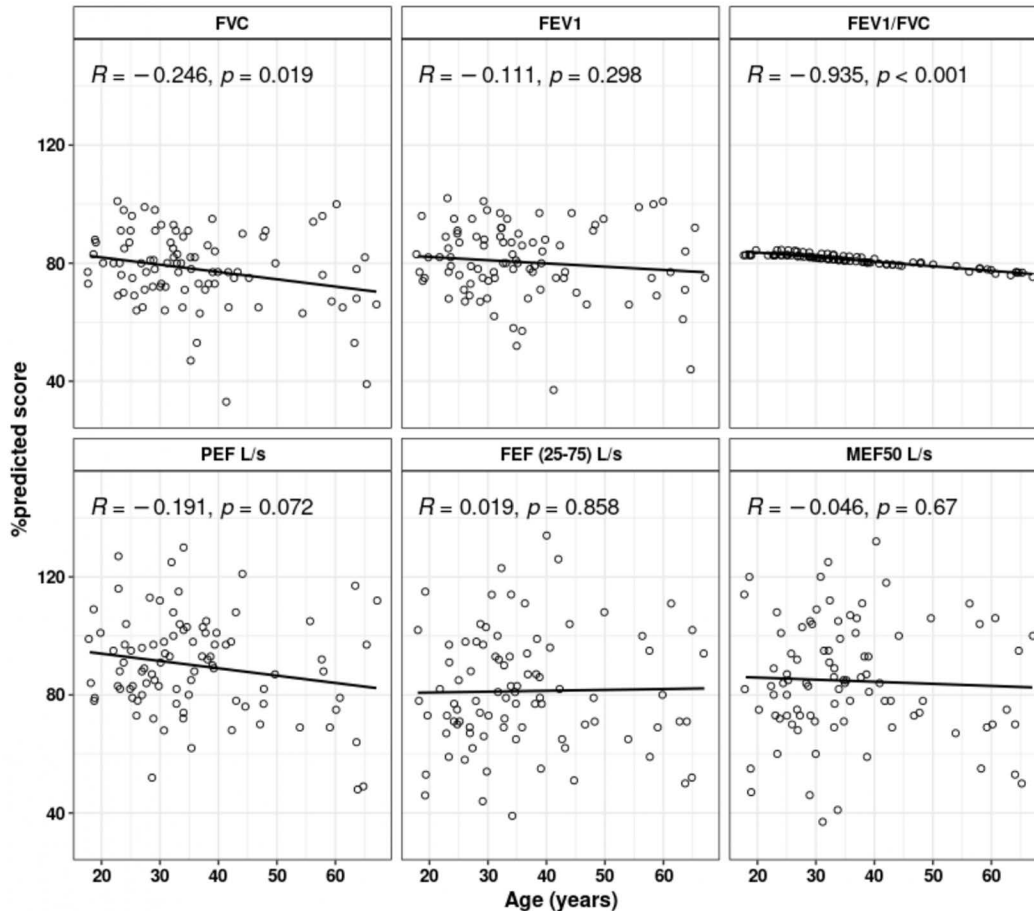 FVC
FEV1
FEV1/FVC
R = −0.246, p = 0.019
R = −0.111, p = 0.298
R = −0.935, p < 0.001
120
80
40
%predicted score
PEF L/s
FEF (25-75) L/s
MEF50 L/s
R = −0.191, p = 0.072
R = 0.019, p = 0.858
R = −0.046, p = 0.67
120
80
40
20 30 40 50 60
20 30 40 50 60
20 30 40 50 60
Age (years)